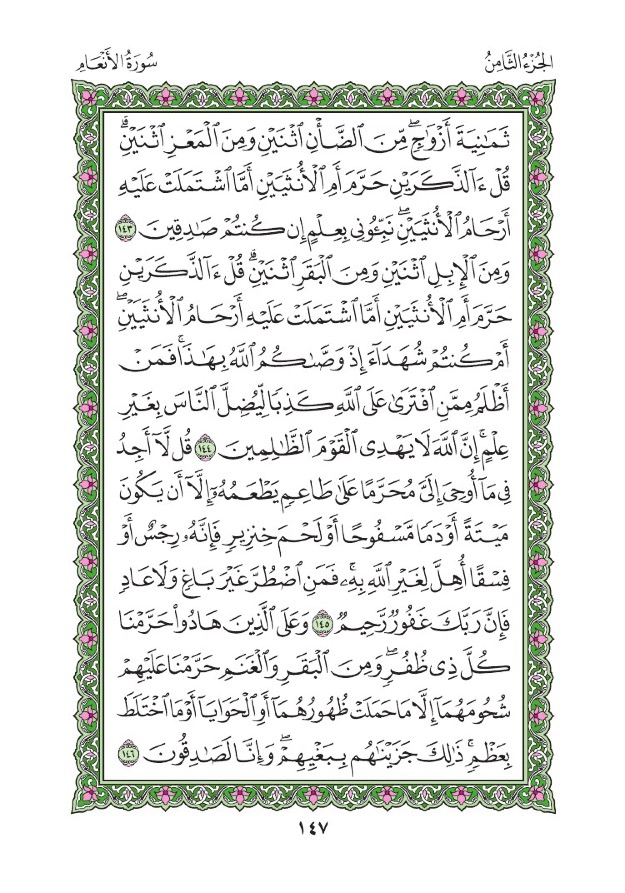 الجُزْءُ الثَّامِنُ
سُورَةُ الأَنْعَامِ
ثَمَٰنِيَةَ أَزْوَٰجٖۖ مِّنَ ٱلضَّأۡنِ ٱثۡنَيۡنِ وَمِنَ ٱلۡمَعۡزِ ٱثۡنَيۡنِۗ
قُلۡ ءَآلذَّكَرَيۡنِ حَرَّمَ أَمِ ٱلۡأُنثَيَيۡنِ أَمَّا ٱشۡتَمَلَتۡ عَلَيۡهِ
أَرۡحَامُ ٱلۡأُنثَيَيۡنِۖ نَبِّـُٔونِي بِعِلۡمٍ إِن كُنتُمۡ صَٰدِقِينَ ١٤٣
وَمِنَ ٱلۡإِبِلِ ٱثۡنَيۡنِ وَمِنَ ٱلۡبَقَرِ ٱثۡنَيۡنِۗ قُلۡ ءَآلذَّكَرَيۡنِ
حَرَّمَ أَمِ ٱلۡأُنثَيَيۡنِ أَمَّا ٱشۡتَمَلَتۡ عَلَيۡهِ أَرۡحَامُ ٱلۡأُنثَيَيۡنِۖ
أَمۡ كُنتُمۡ شُهَدَآءَ إِذۡ وَصَّىٰكُمُ ٱللَّهُ بِهَٰذَاۚ فَمَنۡ
أَظۡلَمُ مِمَّنِ ٱفۡتَرَىٰ عَلَى ٱللَّهِ كَذِبٗا لِّيُضِلَّ ٱلنَّاسَ بِغَيۡرِ
عِلۡمٍۚ إِنَّ ٱللَّهَ لَا يَهۡدِي ٱلۡقَوۡمَ ٱلظَّٰلِمِينَ ١٤٤ قُل لَّآ أَجِدُ
فِي مَآ أُوحِيَ إِلَيَّ مُحَرَّمًا عَلَىٰ طَاعِمٖ يَطۡعَمُهُۥٓ إِلَّآ أَن يَكُونَ
مَيۡتَةً أَوۡ دَمٗا مَّسۡفُوحًا أَوۡ لَحۡمَ خِنزِيرٖ فَإِنَّهُۥ رِجۡسٌ أَوۡ
فِسۡقًا أُهِلَّ لِغَيۡرِ ٱللَّهِ بِهِۦۚ فَمَنِ ٱضۡطُرَّ غَيۡرَ بَاغٖ وَلَا عَادٖ
فَإِنَّ رَبَّكَ غَفُورٞ رَّحِيمٞ ١٤٥ وَعَلَى ٱلَّذِينَ هَادُواْ حَرَّمۡنَا
كُلَّ ذِي ظُفُرٖۖ وَمِنَ ٱلۡبَقَرِ وَٱلۡغَنَمِ حَرَّمۡنَا عَلَيۡهِمۡ
شُحُومَهُمَآ إِلَّا مَا حَمَلَتۡ ظُهُورُهُمَآ أَوِ ٱلۡحَوَايَآ أَوۡ مَا ٱخۡتَلَطَ
بِعَظۡمٖۚ ذَٰلِكَ جَزَيۡنَٰهُم بِبَغۡيِهِمۡۖ وَإِنَّا لَصَٰدِقُونَ ١٤٦
١٤٧